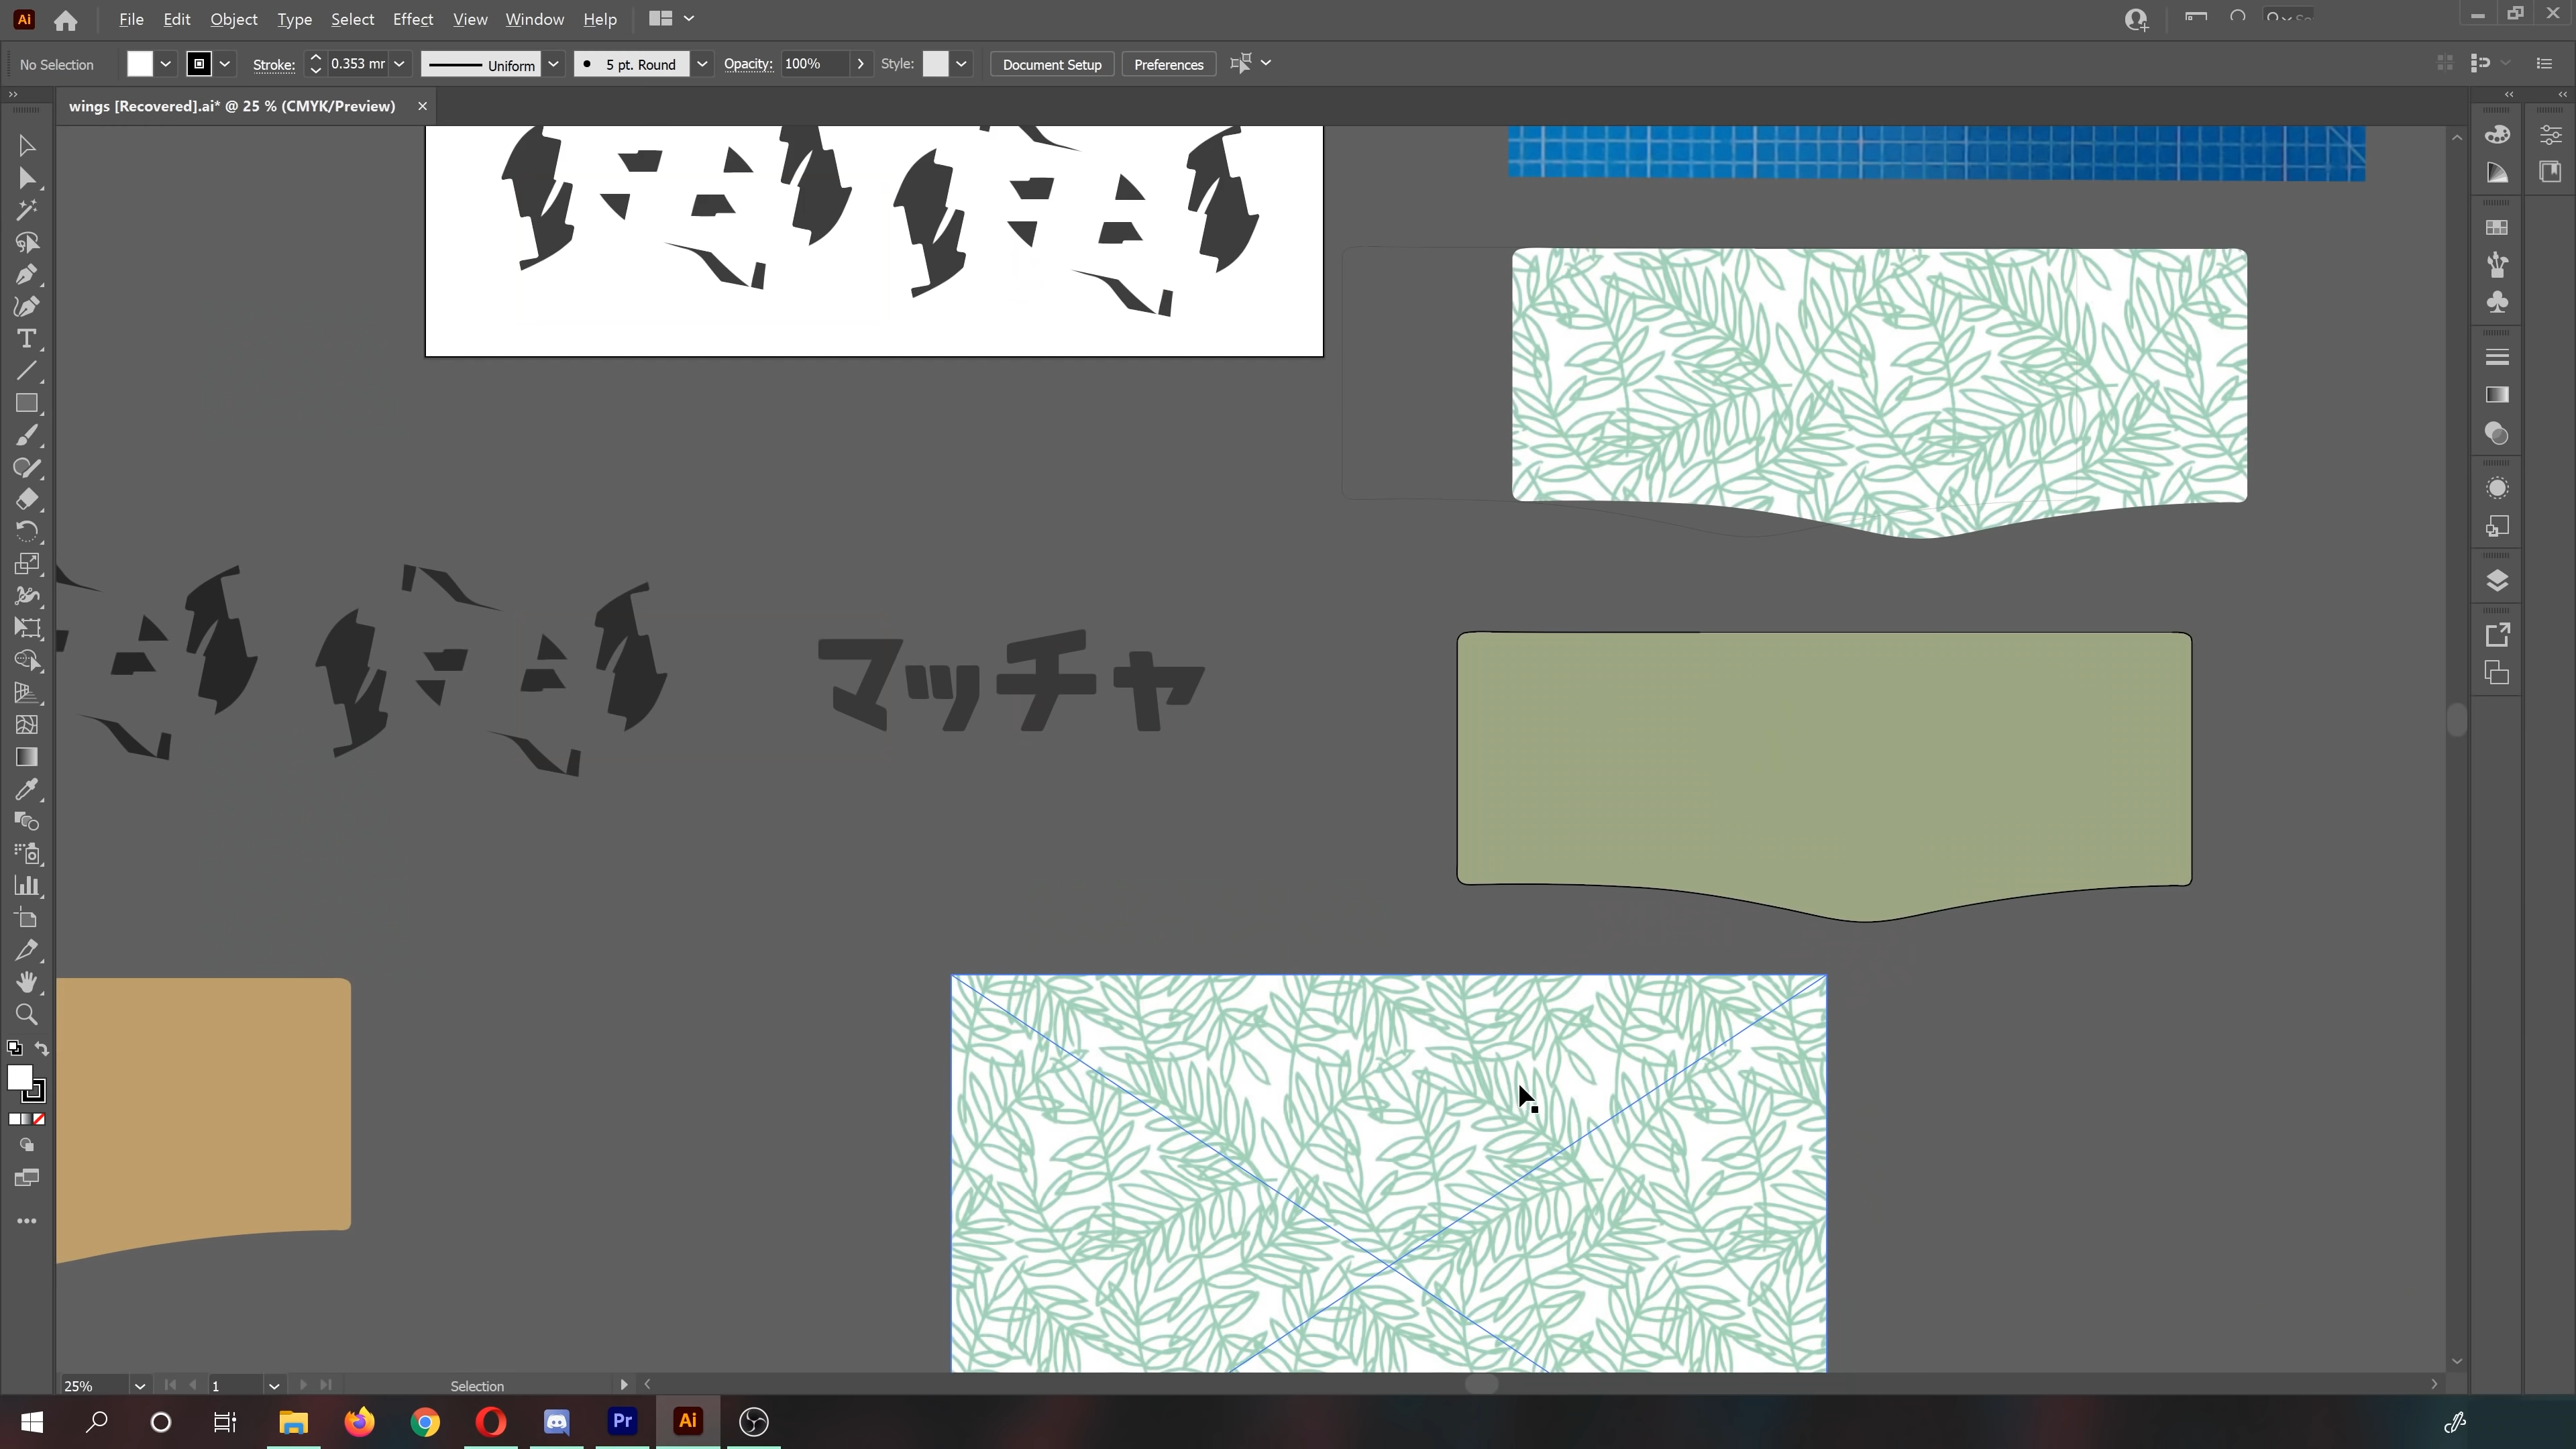 Ai File Edit Object Type Select Effect View Window Help
No Selection Stroke: 0.353 mr Uniform 5 pt. Round Opacity: 100% Style: Document Setup Preferences
wings [Recovered].ai* @ 25 % (CMYK/Preview) ×
マッチャ
25% 1 Selection
Pr Ai